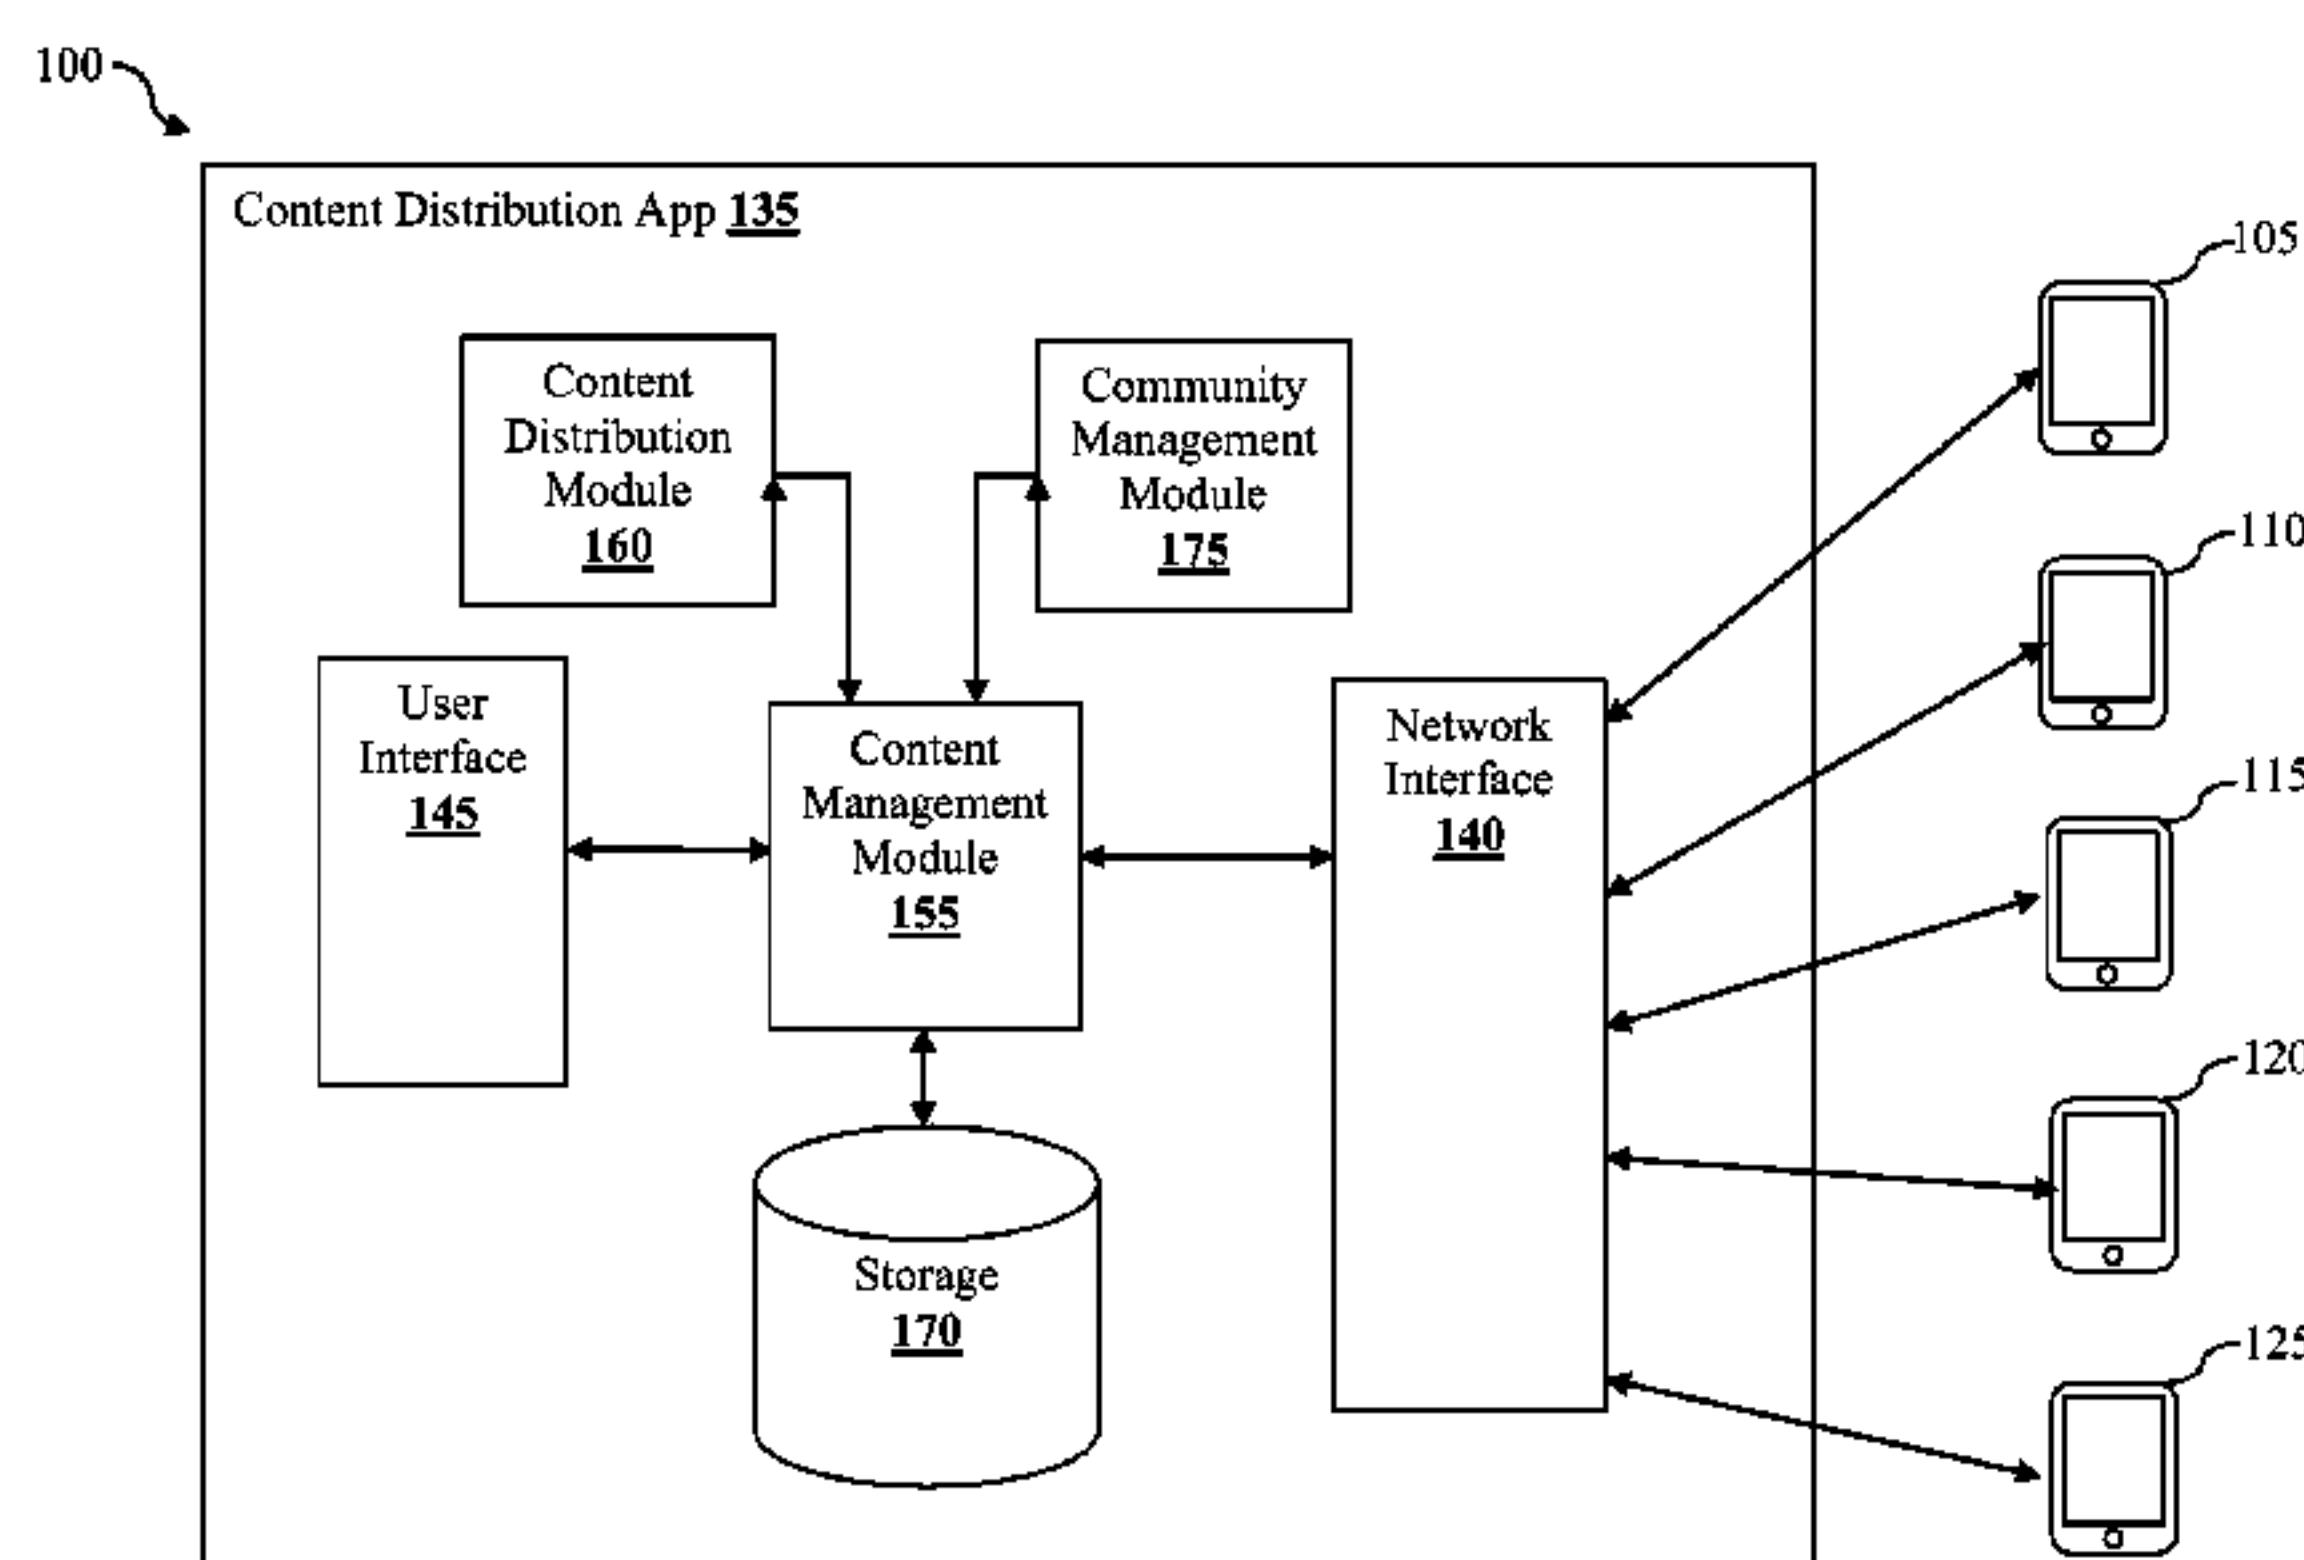 100
Content Distribution App 135
105
Content
Distribution
Module
160
Community
Management
Module
175
110
User
Interface
145
Content
Management
Module
155
Network
Interface
140
115
120
Storage
170
125